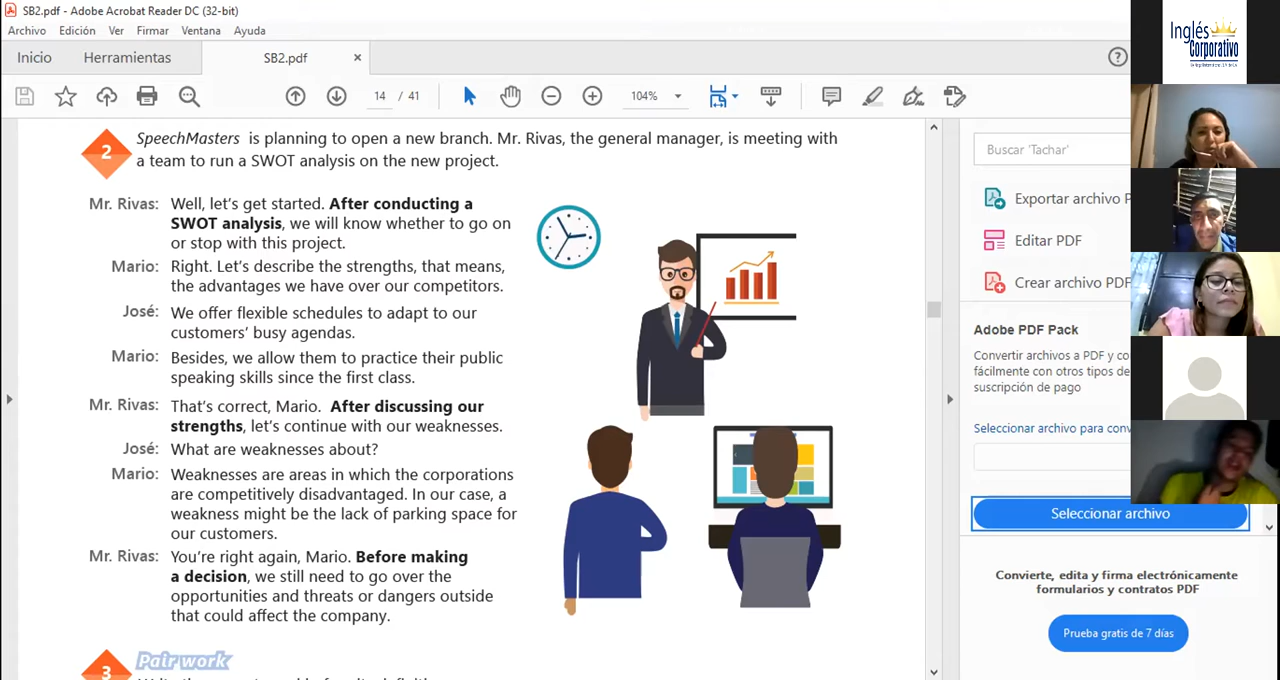 SB2.pdf - Adobe Acrobat Reader DC (32-bit)
Archivo Edición Ver Firmar Ventana Ayuda
Inicio Herramientas SB2.pdf ×
14 / 41 104%
2
SpeechMasters is planning to open a new branch. Mr. Rivas, the general manager, is meeting with
a team to run a SWOT analysis on the new project.
Mr. Rivas: Well, let's get started. After conducting a
SWOT analysis, we will know whether to go on
or stop with this project.
Mario: Right. Let's describe the strengths, that means,
the advantages we have over our competitors.
José: We offer flexible schedules to adapt to our
customers' busy agendas.
Mario: Besides, we allow them to practice their public
speaking skills since the first class.
Mr. Rivas: That's correct, Mario. After discussing our
strengths, let's continue with our weaknesses.
José: What are weaknesses about?
Mario: Weaknesses are areas in which the corporations
are competitively disadvantaged. In our case, a
weakness might be the lack of parking space for
our customers.
Mr. Rivas: You're right again, Mario. Before making
a decision, we still need to go over the
opportunities and threats or dangers outside
that could affect the company.
3
Pair work
Buscar 'Tachar'
Exportar archivo P
Editar PDF
Crear archivo PDF
Adobe PDF Pack
Convertir archivos a PDF y co
fácilmente con otros tipos de
suscripción de pago
Seleccionar archivo para conv
Seleccionar archivo
Convierte, edita y firma electrónicamente
formularios y contratos PDF
Prueba gratis de 7 días
Inglés
Corporativo